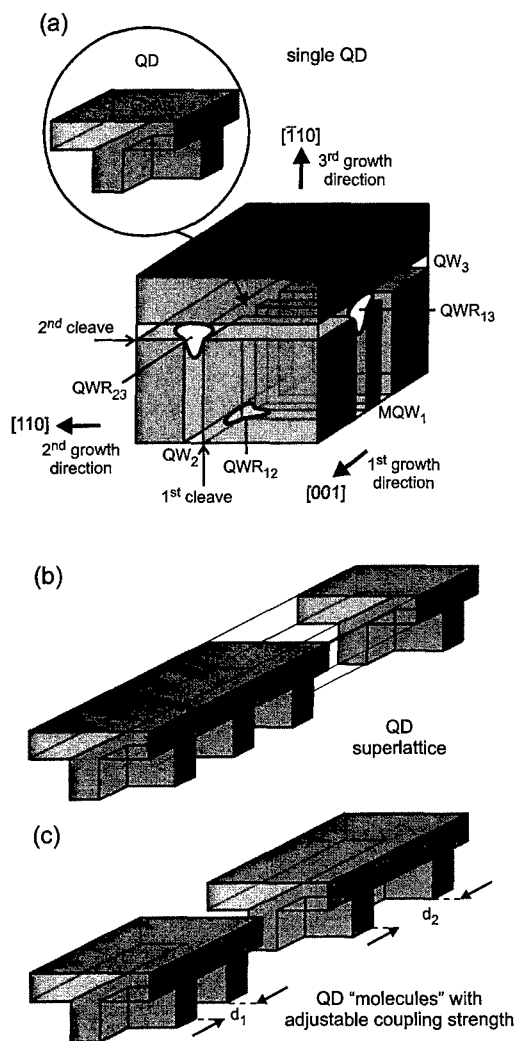 (a)
QD
single QD
[1̄10]
3rd growth
direction
QW3
QWR13
2nd cleave
QWR23
MQW1
[110]
2nd growth
direction
QW2
QWR12
1st cleave
1st growth
direction
[001]
(b)
QD
superlattice
(c)
d2
d1
QD "molecules" with
adjustable coupling strength